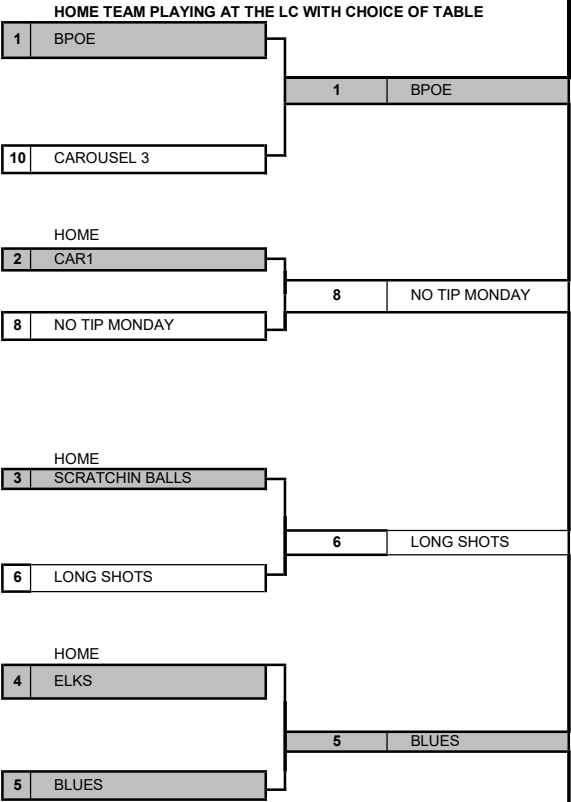 HOME TEAM PLAYING AT THE LC WITH CHOICE OF TABLE
1 BPOE
1 BPOE
10 CAROUSEL 3
HOME
2 CAR1
8 NO TIP MONDAY
8 NO TIP MONDAY
HOME
3 SCRATCHIN BALLS
6 LONG SHOTS
6 LONG SHOTS
HOME
4 ELKS
5 BLUES
5 BLUES